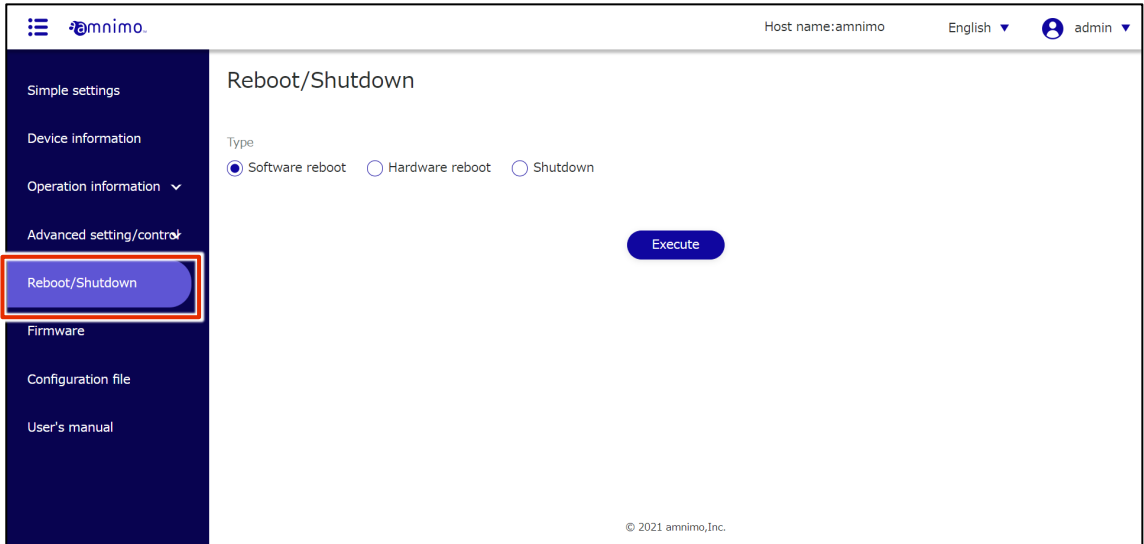 amnimo
Host name:amnimo
English ▼
admin ▼
Simple settings
Device information
Operation information
Advanced setting/control
Reboot/Shutdown
Firmware
Configuration file
User's manual
Reboot/Shutdown
Type
Software reboot Hardware reboot Shutdown
Execute
© 2021 amnimo,Inc.